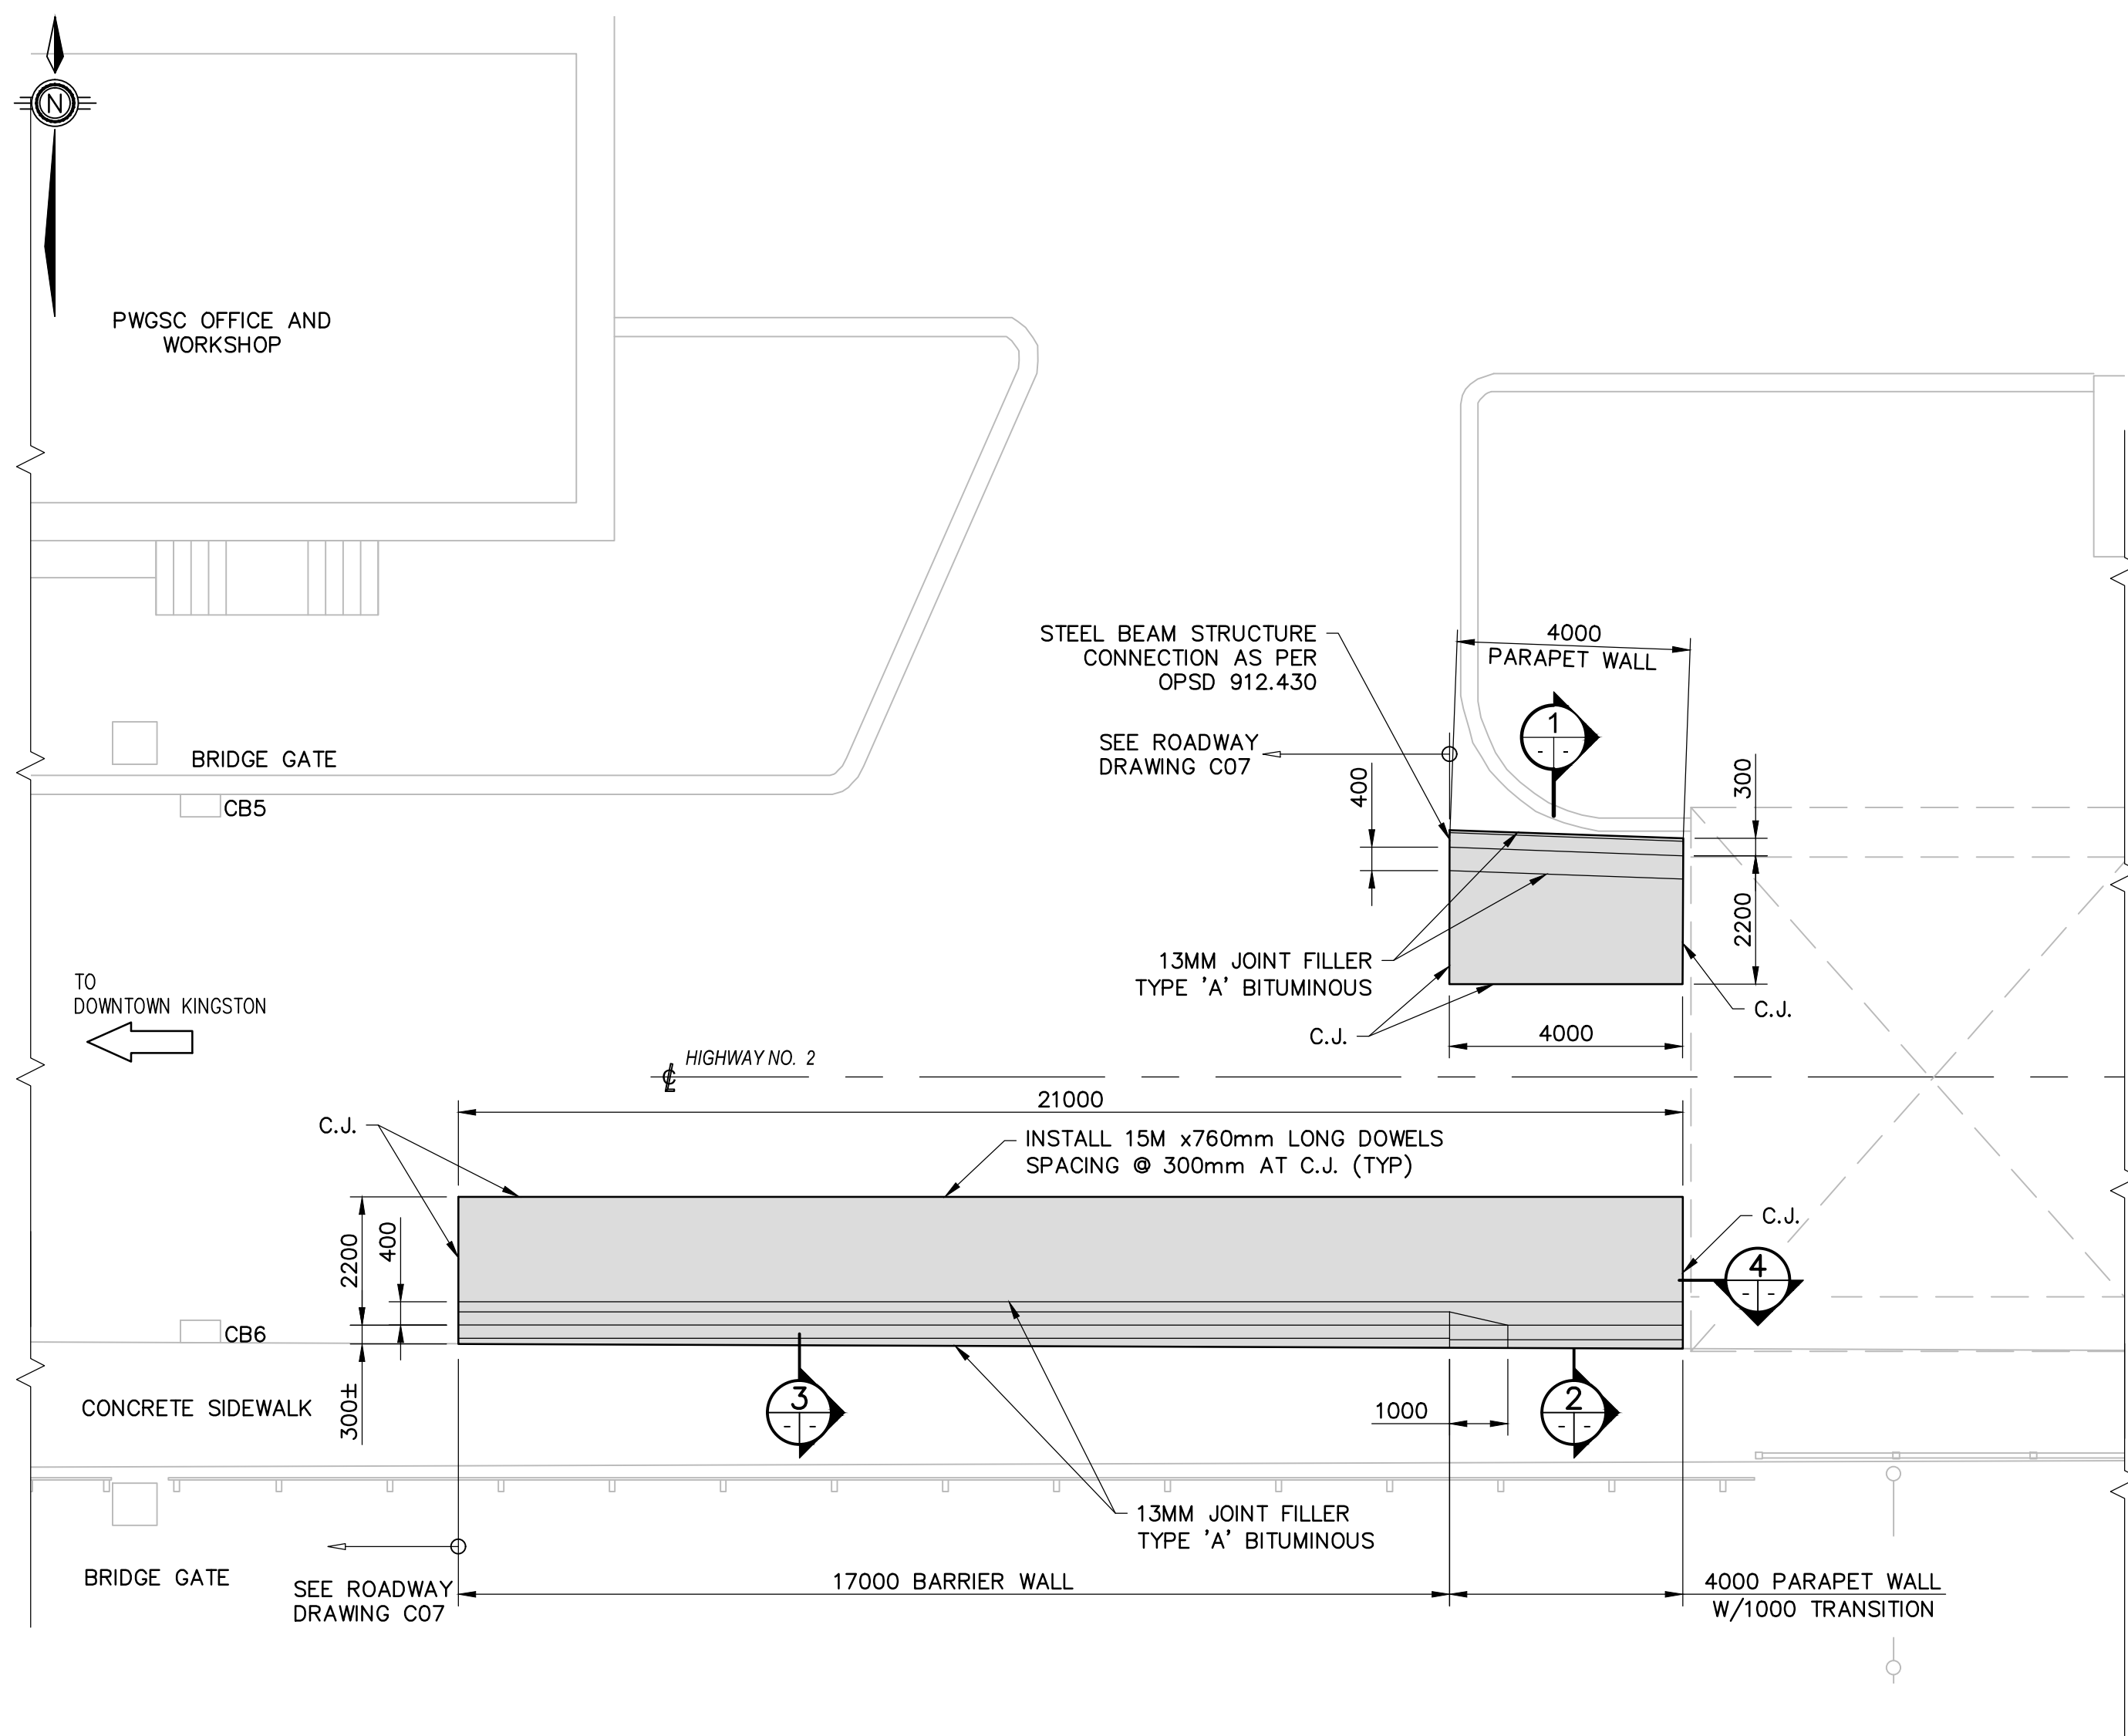 N
PWGSC OFFICE AND
WORKSHOP
STEEL BEAM STRUCTURE
CONNECTION AS PER
OPSD 912.430
4000
PARAPET WALL
1
- -
SEE ROADWAY
DRAWING C07
BRIDGE GATE
CB5
400
300
2200
13MM JOINT FILLER
TYPE 'A' BITUMINOUS
C.J.
C.J.
4000
TO
DOWNTOWN KINGSTON
HIGHWAY NO. 2
21000
C.J.
INSTALL 15M x760mm LONG DOWELS
SPACING @ 300mm AT C.J. (TYP)
2200
400
C.J.
4
- -
CB6
300±
CONCRETE SIDEWALK
3
- -
1000
2
- -
13MM JOINT FILLER
TYPE 'A' BITUMINOUS
BRIDGE GATE
SEE ROADWAY
DRAWING C07
17000 BARRIER WALL
4000 PARAPET WALL
W/1000 TRANSITION